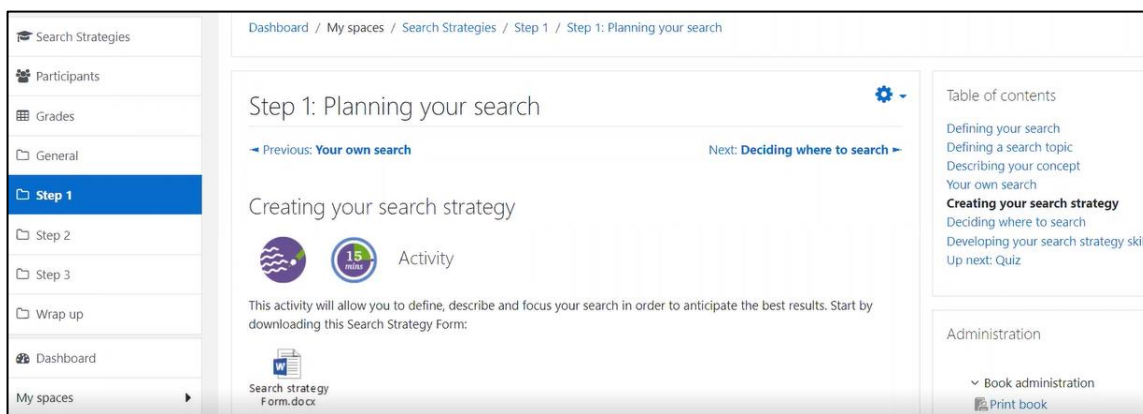 Search Strategies
Participants
Grades
General
Step 1
Step 2
Step 3
Wrap up
Dashboard
My spaces
Dashboard / My spaces / Search Strategies / Step 1 / Step 1: Planning your search
Step 1: Planning your search
Previous: Your own search
Next: Deciding where to search
Creating your search strategy
15
mins
Activity
This activity will allow you to define, describe and focus your search in order to anticipate the best results. Start by
downloading this Search Strategy Form:
W
Search strategy
Form.docx
Table of contents
Defining your search
Defining a search topic
Describing your concept
Your own search
Creating your search strategy
Deciding where to search
Developing your search strategy ski
Up next: Quiz
Administration
Book administration
Print book